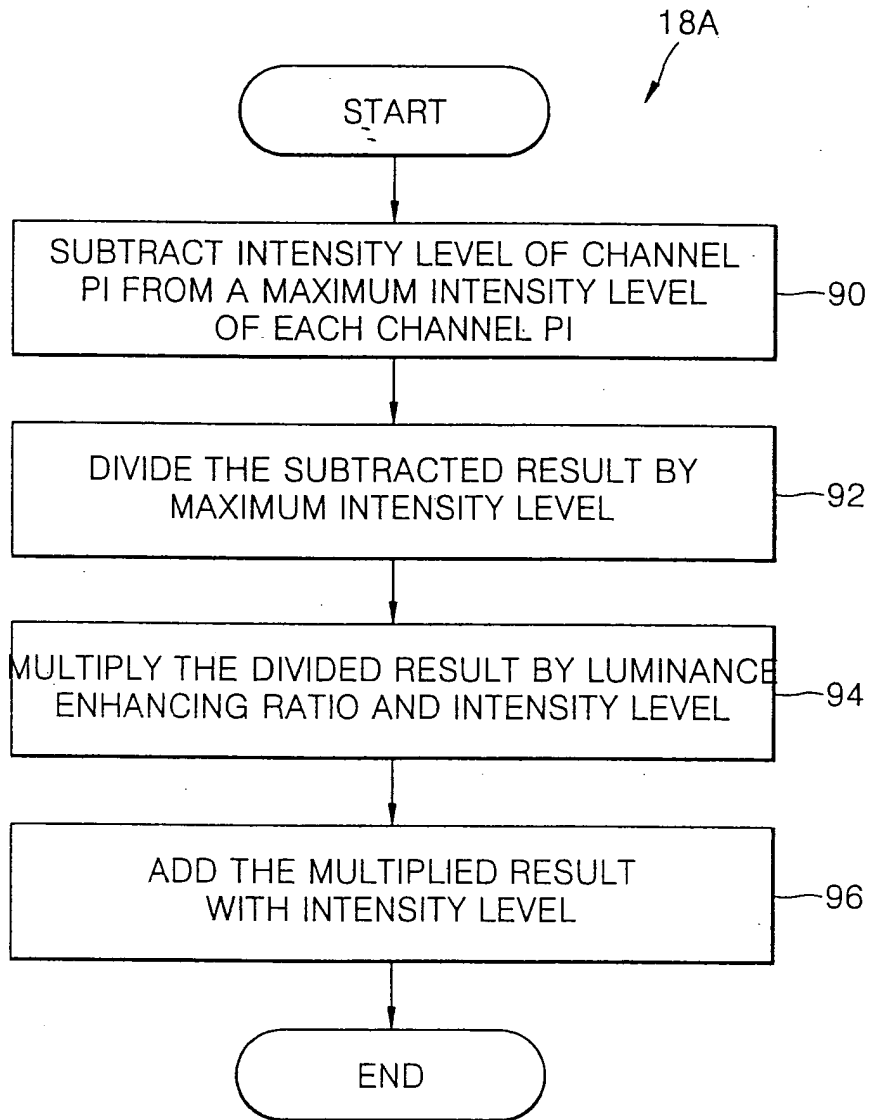 18A
START
SUBTRACT INTENSITY LEVEL OF CHANNEL
PI FROM A MAXIMUM INTENSITY LEVEL
OF EACH CHANNEL PI
90
DIVIDE THE SUBTRACTED RESULT BY
MAXIMUM INTENSITY LEVEL
92
MULTIPLY THE DIVIDED RESULT BY LUMINANCE
ENHANCING RATIO AND INTENSITY LEVEL
94
ADD THE MULTIPLIED RESULT
WITH INTENSITY LEVEL
96
END